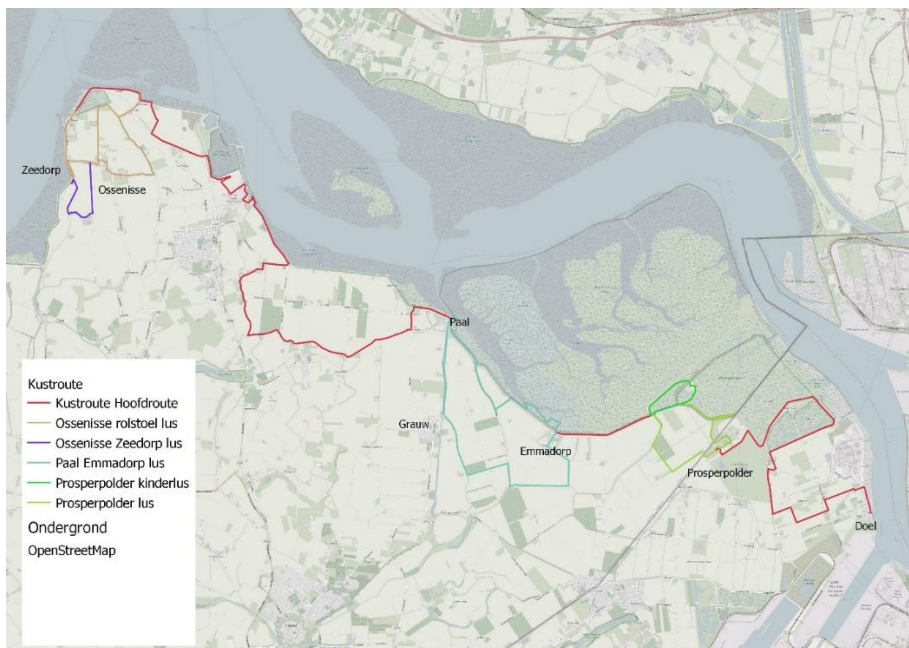 Zeedorp
Ossenisse
Paal
Grauw
Emmadorp
Prosperpolder
Doel
Kustroute
Kustroute Hoofdroute
Ossenisse rolstoel lus
Ossenisse Zeedorp lus
Paal Emmadorp lus
Prosperpolder kinderlus
Prosperpolder lus
Ondergrond
OpenStreetMap